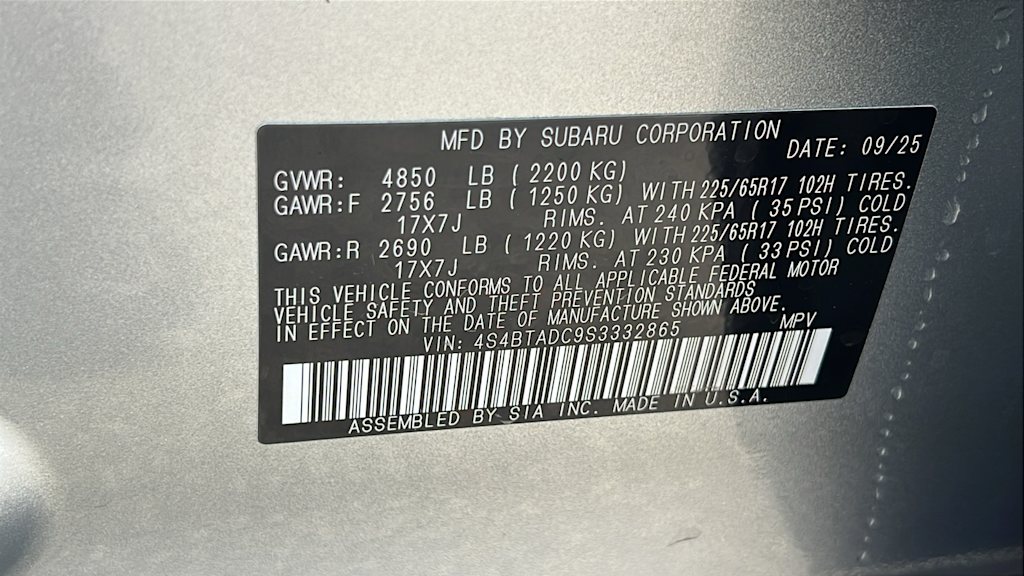 MFD BY SUBARU CORPORATION
DATE: 09/25
GVWR: 4850 LB ( 2200 KG)
GAWR:F 2756 LB ( 1250 KG) WITH 225/65R17 102H TIRES.
17X7J RIMS. AT 240 KPA ( 35 PSI) COLD
GAWR:R 2690 LB ( 1220 KG) WITH 225/65R17 102H TIRES.
17X7J RIMS. AT 230 KPA ( 33 PSI) COLD
THIS VEHICLE CONFORMS TO ALL APPLICABLE FEDERAL MOTOR
VEHICLE SAFETY AND THEFT PREVENTION STANDARDS
IN EFFECT ON THE DATE OF MANUFACTURE SHOWN ABOVE.
VIN: 4S4BTADC9S3332865 MPV
ASSEMBLED BY SIA INC. MADE IN U.S.A.